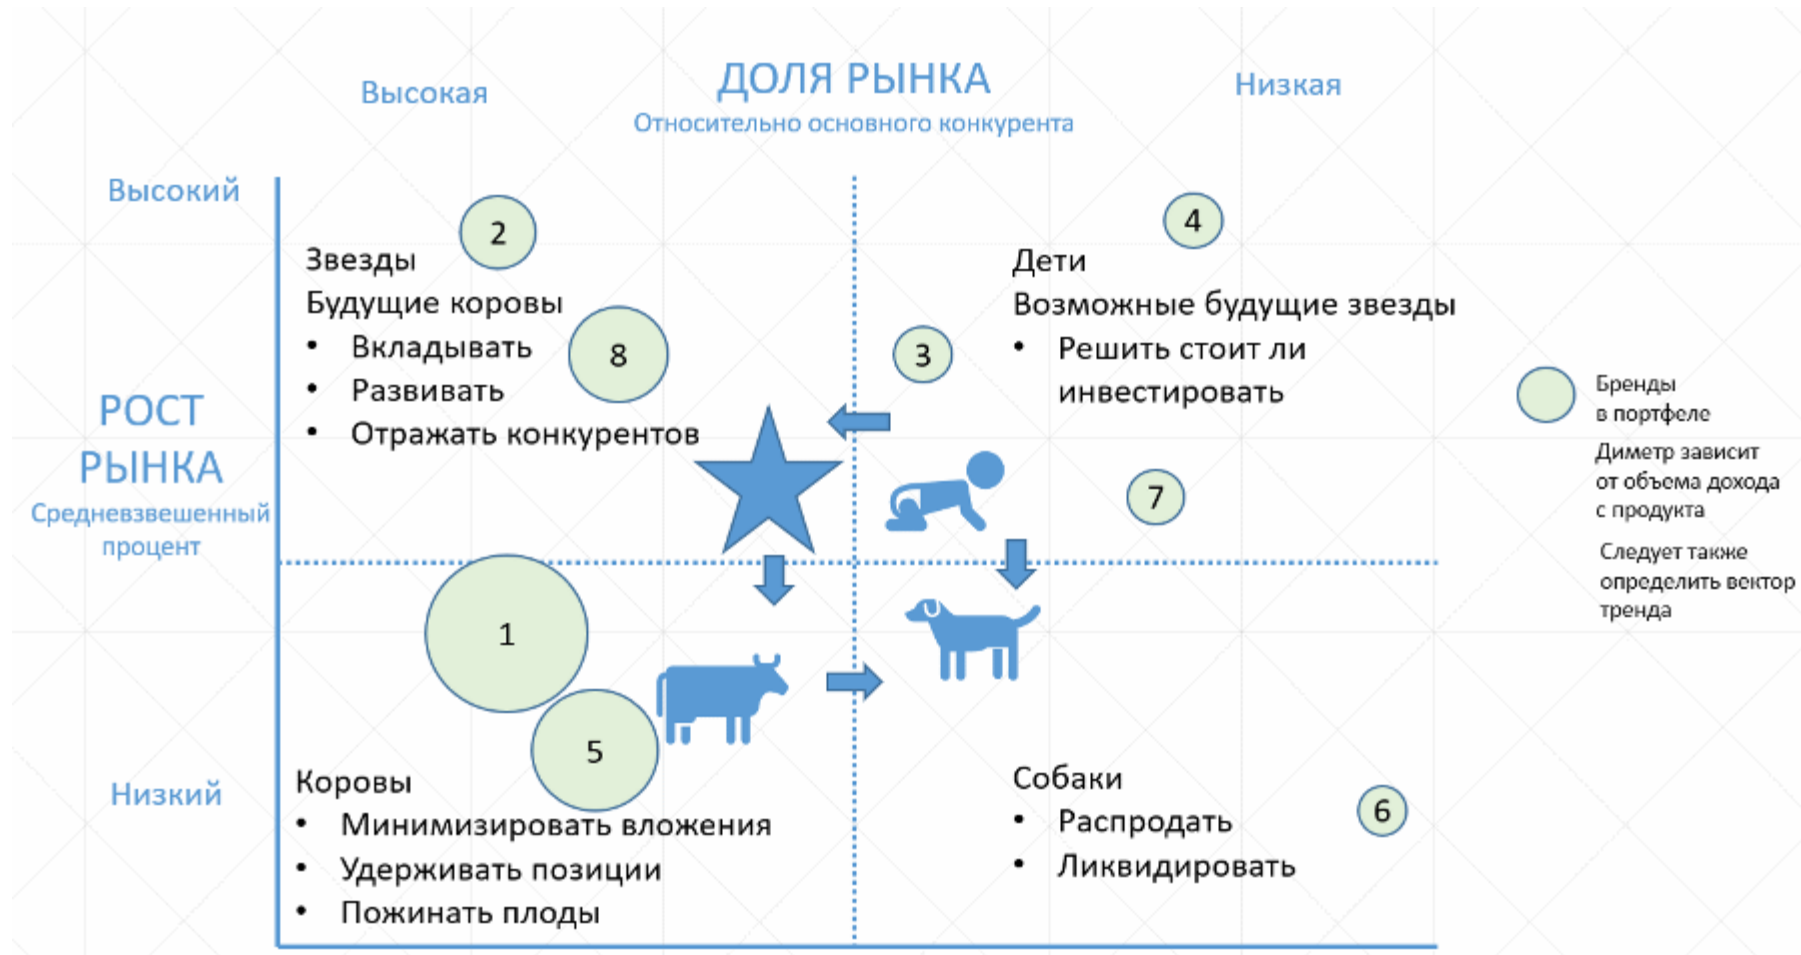 ДОЛЯ РЫНКА
Относительно основного конкурента
Высокая
Низкая
Высокий
РОСТ
РЫНКА
Средневзвешенный
процент
Низкий
2
Звезды
Будущие коровы
• Вкладывать
8
• Развивать
• Отражать конкурентов
4
Дети
Возможные будущие звезды
3
• Решить стоит ли
инвестировать
7
1
5
Коровы
• Минимизировать вложения
• Удерживать позиции
• Пожинать плоды
Собаки
• Распродать
6
• Ликвидировать
Бренды
в портфеле
Диметр зависит
от объема дохода
с продукта
Следует также
определить вектор
тренда